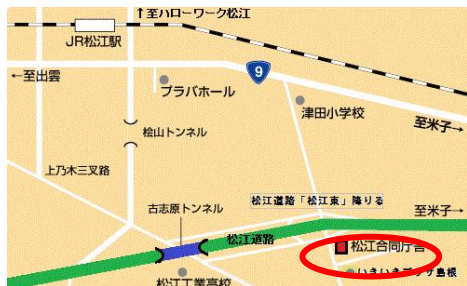 ↑至ハローワーク松江
JR松江駅
←至出雲
9
プラバホール
津田小学校
至米子→
桧山トンネル
上乃木三叉路
松江道路「松江東」降りる
古志原トンネル
至米子→
松江道路
松江合同庁舎
いきいきプラザ島根
松江工業高校